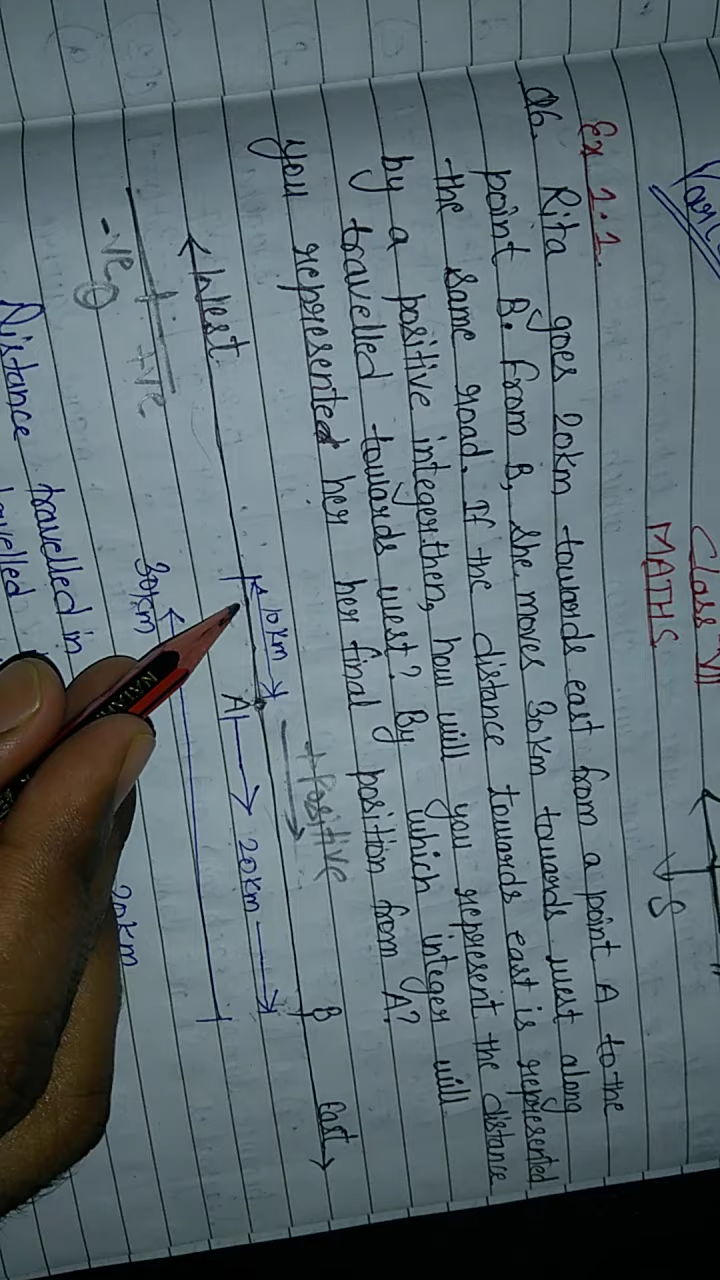 Class VII
MATHS
S
Ex 1.1.
Q6. Rita goes 20km towards east from a point A to the
point B. From B, she moves 30km towards west along
the same road. If the distance towards east is represented
by a positive integer then, how will you represent the distance
travelled towards west? By which integer will
you represented her her final position from A?
+Positive
10km
West
A
20km
B
East
-ve
0
+ve
30km
20km
Distance travelled in
travelled